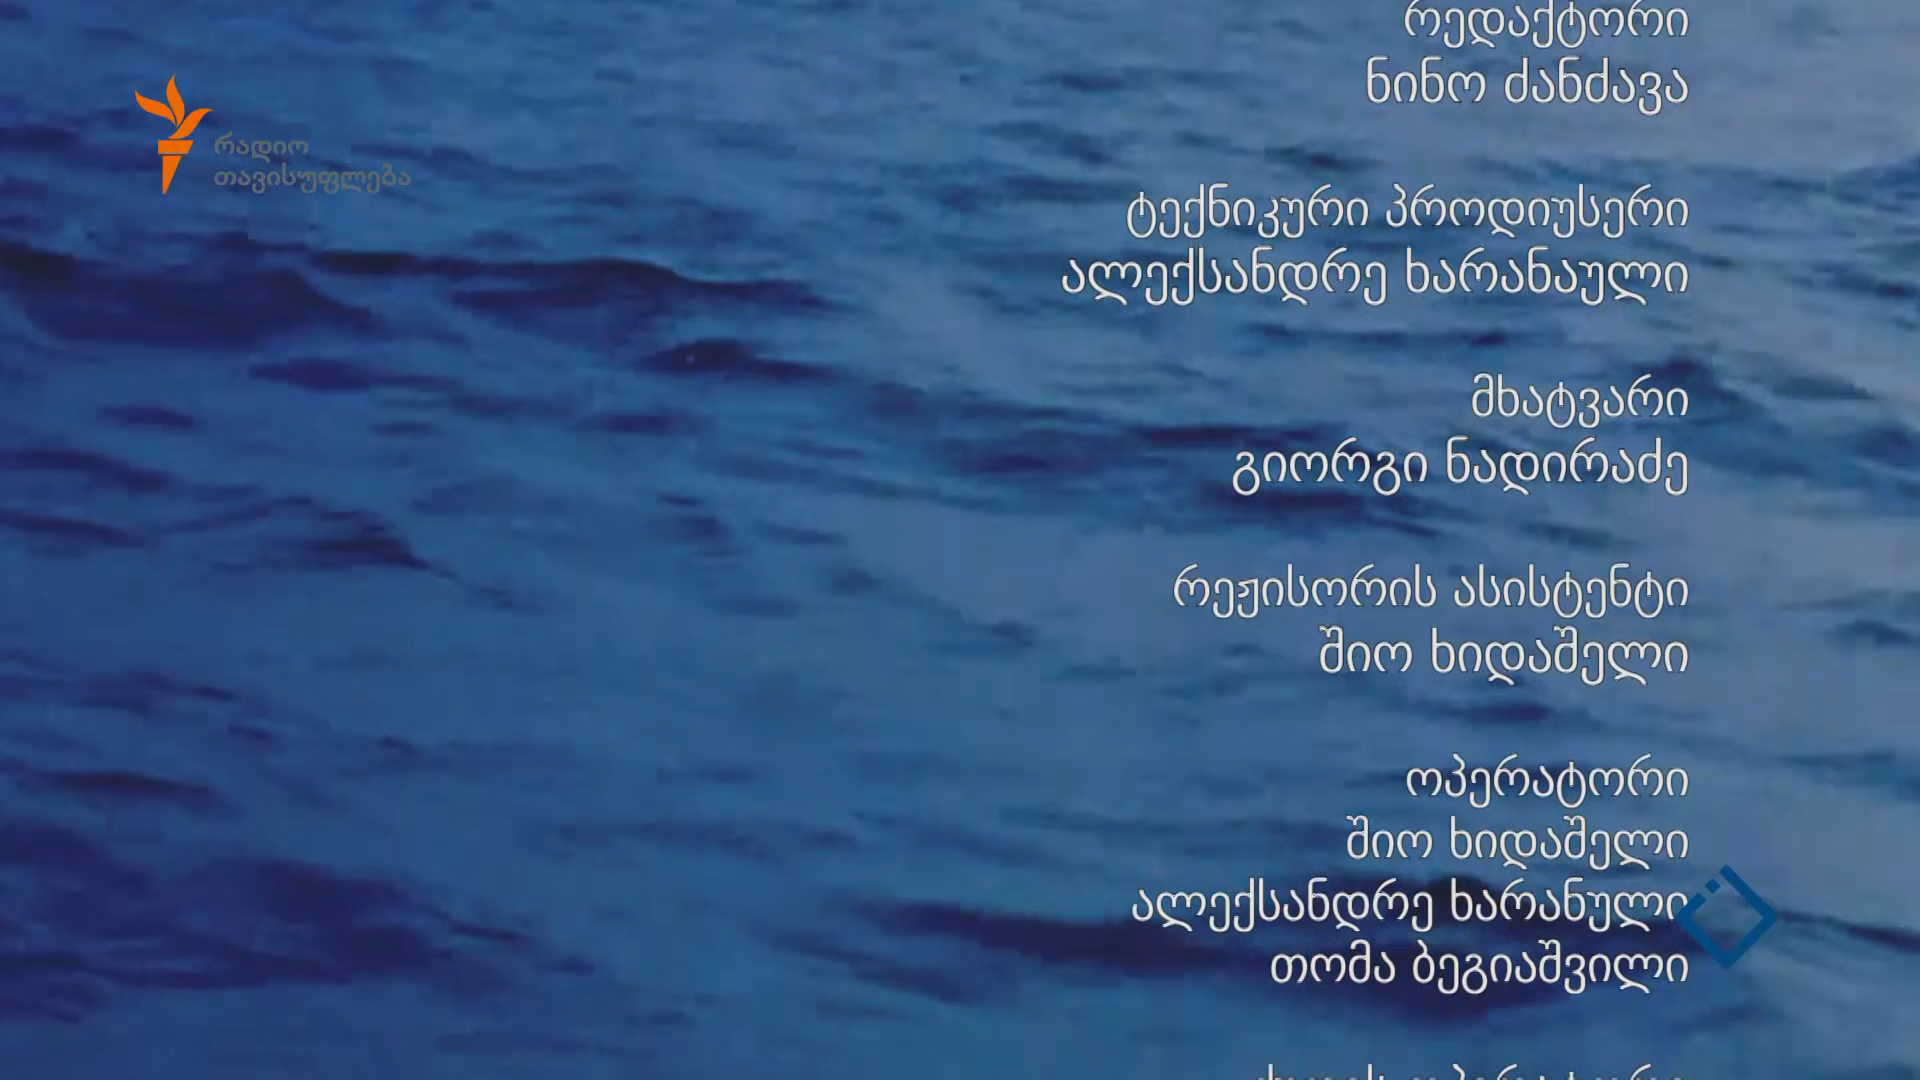 რადიო
თავისუფლება
რედაქტორი
ნინო ძანძავა
ტექნიკური პროდიუსერი
ალექსანდრე ხარანაული
მხატვარი
გიორგი ნადირაძე
რეჟისორის ასისტენტი
შიო ხიდაშელი
ოპერატორი
შიო ხიდაშელი
ალექსანდრე ხარანული
თომა ბეგიაშვილი